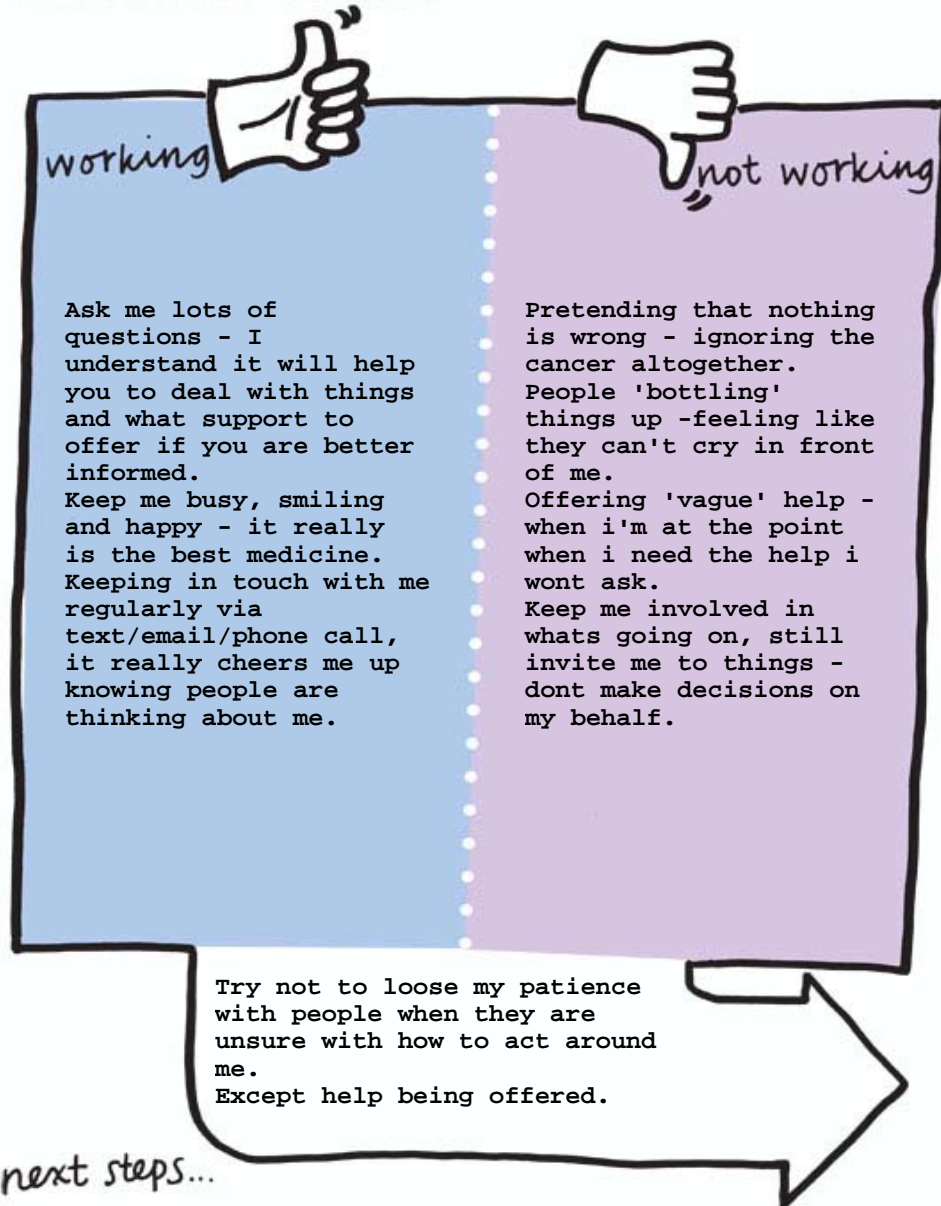 working
not working
Ask me lots of
questions - I
understand it will help
you to deal with things
and what support to
offer if you are better
informed.
Keep me busy, smiling
and happy - it really
is the best medicine.
Keeping in touch with me
regularly via
text/email/phone call,
it really cheers me up
knowing people are
thinking about me.
Pretending that nothing
is wrong - ignoring the
cancer altogether.
People 'bottling'
things up -feeling like
they can't cry in front
of me.
Offering 'vague' help -
when i'm at the point
when i need the help i
wont ask.
Keep me involved in
whats going on, still
invite me to things -
dont make decisions on
my behalf.
Try not to loose my patience
with people when they are
unsure with how to act around
me.
Except help being offered.
next steps...